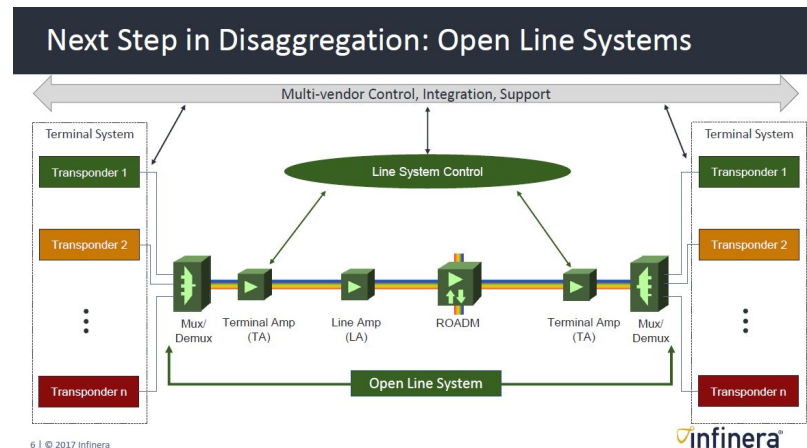 Next Step in Disaggregation: Open Line Systems
Multi-vendor Control, Integration, Support
Terminal System
Transponder 1
Transponder 2
Transponder n
Line System Control
Mux/
Demux
Terminal Amp
(TA)
Line Amp
(LA)
ROADM
Terminal Amp
(TA)
Mux/
Demux
Open Line System
Terminal System
Transponder 1
Transponder 2
Transponder n
6 | © 2017 Infinera
infinera®